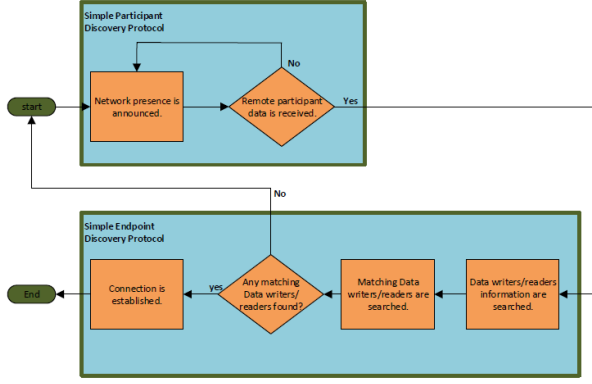 Simple Participant
Discovery Protocol
No
start
Network presence is
announced.
Remote participant
data is received.
Yes
No
Simple Endpoint
Discovery Protocol
End
Connection is
established.
yes
Any matching
Data writers/
readers found?
Matching Data
writers/readers are
searched.
Data writers/readers
information are
searched.